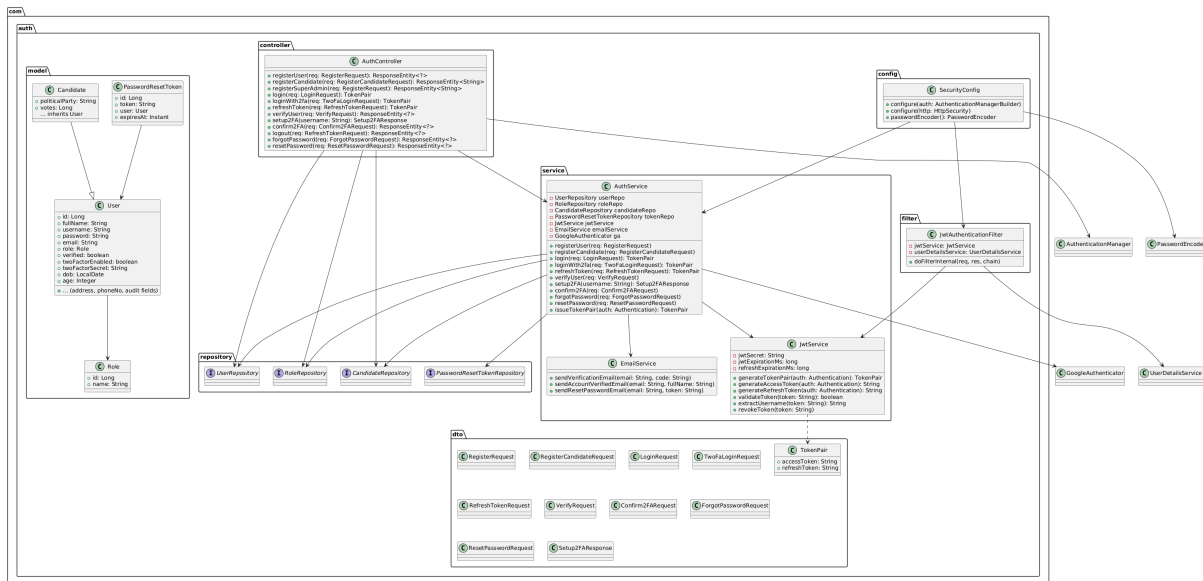 com
auth
model
Candidate
politicalParty: String
votes: Long
... inherits User
PasswordResetToken
id: Long
token: String
user: User
expiresAt: Instant
User
id: Long
fullName: String
username: String
password: String
email: String
role: Role
verified: boolean
twoFactorEnabled: boolean
twoFactorSecret: String
dob: LocalDate
age: Integer
... (address, phoneNo, audit fields)
Role
id: Long
name: String
controller
AuthController
registerUser(req: RegisterRequest): ResponseEntity<?>
registerCandidate(req: RegisterCandidateRequest): ResponseEntity<String>
registerSuperAdmin(req: RegisterRequest): ResponseEntity<String>
login(req: LoginRequest): TokenPair
loginWith2fa(req: TwoFaLoginRequest): TokenPair
refreshToken(req: RefreshTokenRequest): TokenPair
verifyUser(req: VerifyRequest): ResponseEntity<?>
setup2FA(username: String): Setup2FAResponse
confirm2FA(req: Confirm2FARequest): ResponseEntity<?>
logout(req: RefreshTokenRequest): ResponseEntity<?>
forgotPassword(req: ForgotPasswordRequest): ResponseEntity<?>
resetPassword(req: ResetPasswordRequest): ResponseEntity<?>
config
SecurityConfig
configure(auth: AuthenticationManagerBuilder)
configure(http: HttpSecurity)
passwordEncoder(): PasswordEncoder
service
AuthService
UserRepository userRepo
RoleRepository roleRepo
CandidateRepository candidateRepo
PasswordResetTokenRepository tokenRepo
JwtService jwtService
EmailService emailService
GoogleAuthenticator ga
registerUser(req: RegisterRequest)
registerCandidate(req: RegisterCandidateRequest)
login(req: LoginRequest): TokenPair
loginWith2fa(req: TwoFaLoginRequest): TokenPair
refreshToken(req: RefreshTokenRequest): TokenPair
verifyUser(req: VerifyRequest)
setup2FA(username: String): Setup2FAResponse
confirm2FA(req: Confirm2FARequest)
forgotPassword(req: ForgotPasswordRequest)
resetPassword(req: ResetPasswordRequest)
issueTokenPair(auth: Authentication): TokenPair
filter
JwtAuthenticationFilter
jwtService: JwtService
userDetailsService: UserDetailsService
doFilterInternal(req, res, chain)
AuthenticationManager
PasswordEncode
repository
UserRepository
RoleRepository
CandidateRepository
PasswordResetTokenRepository
EmailService
sendVerificationEmail(email: String, code: String)
sendAccountVerifiedEmail(email: String, fullName: String)
sendResetPasswordEmail(email: String, token: String)
JwtService
jwtSecret: String
jwtExpirationMs: long
refreshExpirationMs: long
generateTokenPair(auth: Authentication): TokenPair
generateAccessToken(auth: Authentication): String
generateRefreshToken(auth: Authentication): String
validateToken(token: String): boolean
extractUsername(token: String): String
revokeToken(token: String)
GoogleAuthenticator
UserDetailsService
dto
RegisterRequest
RegisterCandidateRequest
LoginRequest
TwoFaLoginRequest
TokenPair
accessToken: String
refreshToken: String
RefreshTokenRequest
VerifyRequest
Confirm2FARequest
ForgotPasswordRequest
ResetPasswordRequest
Setup2FAResponse